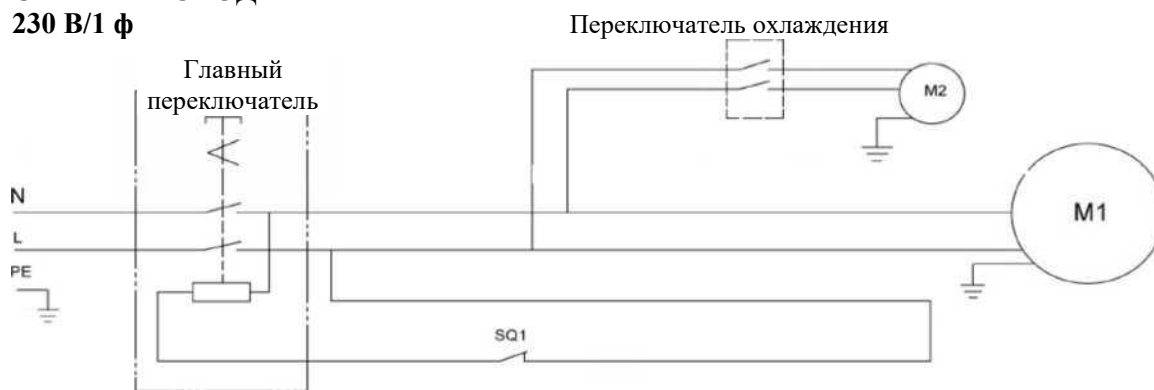 230 В/1 ф
Переключатель охлаждения
Главный
переключатель
M2
N
M1
L
PE
SQ1